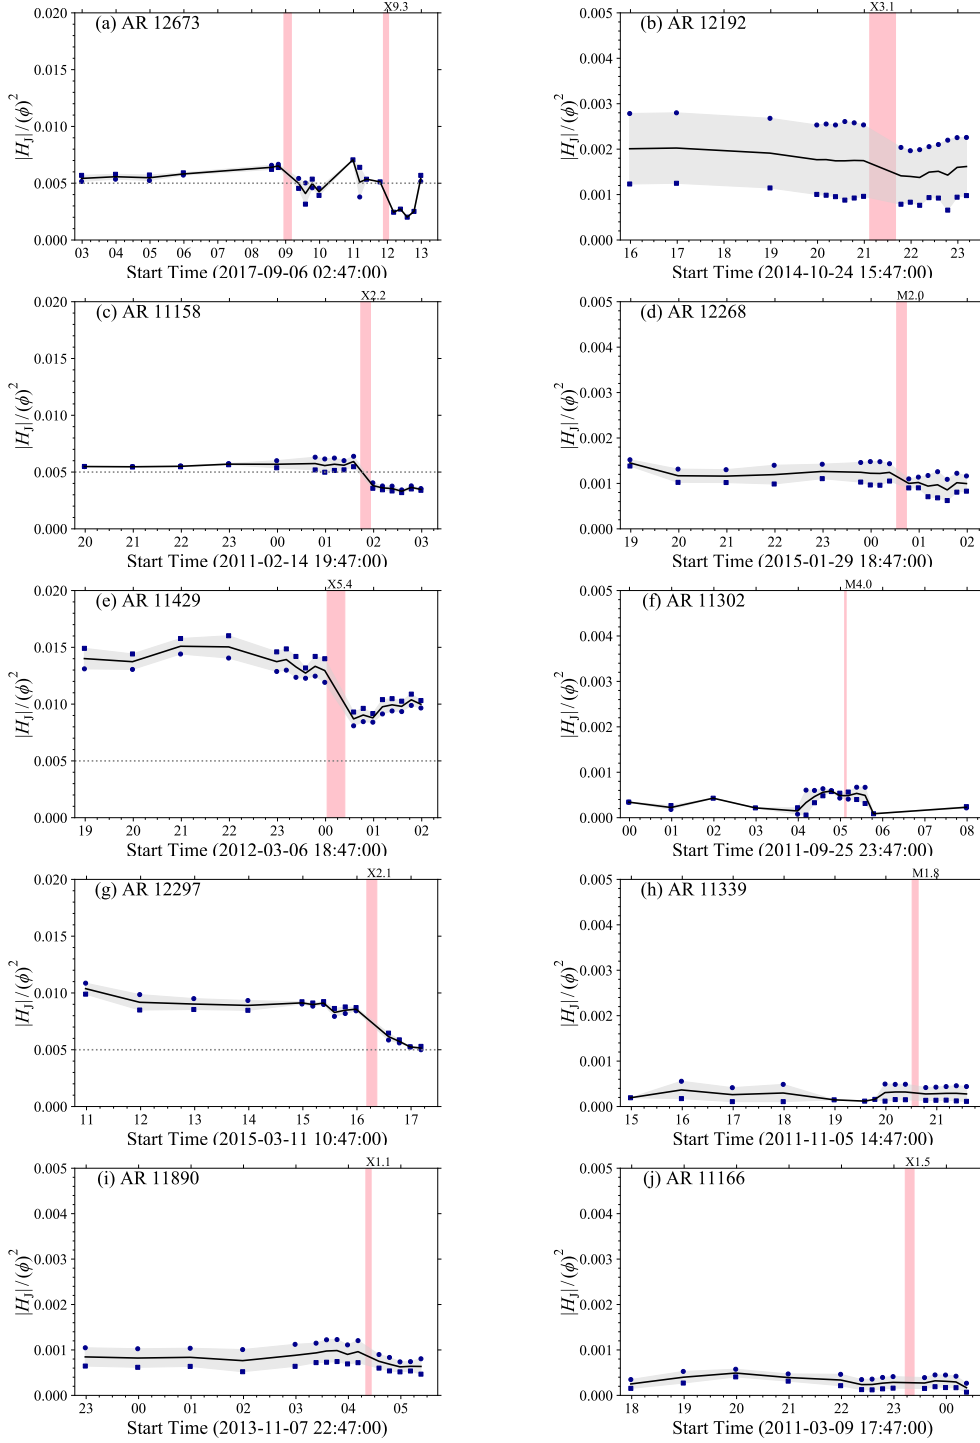 X9.3
(a) AR 12673
0.020
0.015
0.010
0.005
0.000
|H_J|/(ϕ)^2
03 04 05 06 07 08 09 10 11 12 13
Start Time (2017-09-06 02:47:00)
X3.1
(b) AR 12192
0.005
0.004
0.003
0.002
0.001
0.000
|H_J|/(ϕ)^2
16 17 18 19 20 21 22 23
Start Time (2014-10-24 15:47:00)
X2.2
(c) AR 11158
0.020
0.015
0.010
0.005
0.000
|H_J|/(ϕ)^2
20 21 22 23 00 01 02 03
Start Time (2011-02-14 19:47:00)
M2.0
(d) AR 12268
0.005
0.004
0.003
0.002
0.001
0.000
|H_J|/(ϕ)^2
19 20 21 22 23 00 01 02
Start Time (2015-01-29 18:47:00)
X5.4
(e) AR 11429
0.020
0.015
0.010
0.005
0.000
|H_J|/(ϕ)^2
19 20 21 22 23 00 01 02
Start Time (2012-03-06 18:47:00)
M4.0
(f) AR 11302
0.005
0.004
0.003
0.002
0.001
0.000
|H_J|/(ϕ)^2
00 01 02 03 04 05 06 07 08
Start Time (2011-09-25 23:47:00)
X2.1
(g) AR 12297
0.020
0.015
0.010
0.005
0.000
|H_J|/(ϕ)^2
11 12 13 14 15 16 17
Start Time (2015-03-11 10:47:00)
M1.8
(h) AR 11339
0.005
0.004
0.003
0.002
0.001
0.000
|H_J|/(ϕ)^2
15 16 17 18 19 20 21
Start Time (2011-11-05 14:47:00)
X1.1
(i) AR 11890
0.005
0.004
0.003
0.002
0.001
0.000
|H_J|/(ϕ)^2
23 00 01 02 03 04 05
Start Time (2013-11-07 22:47:00)
X1.5
(j) AR 11166
0.005
0.004
0.003
0.002
0.001
0.000
|H_J|/(ϕ)^2
18 19 20 21 22 23 00
Start Time (2011-03-09 17:47:00)